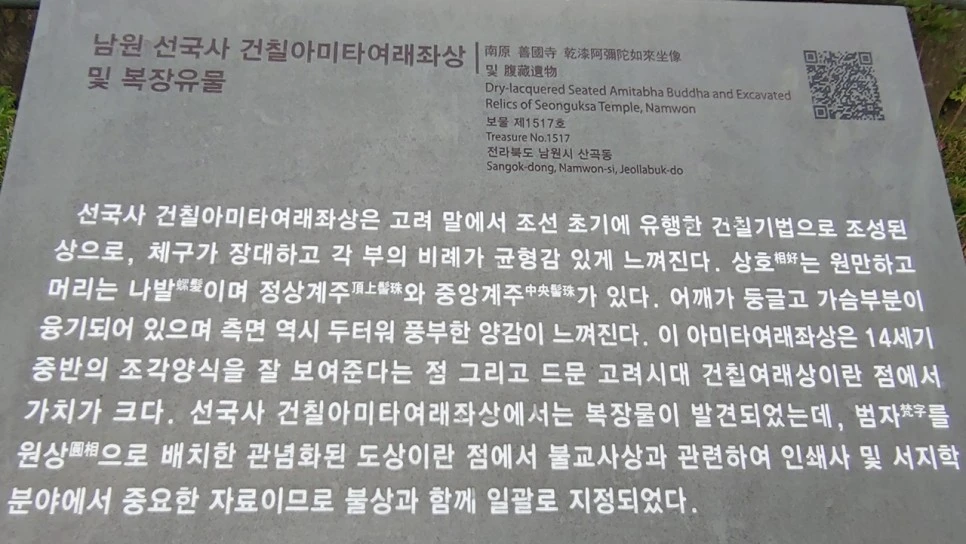 남원 선국사 건칠아미타여래좌상
및 복장유물
南原 善國寺 乾漆阿彌陀如來坐像
및 腹藏遺物
Dry-lacquered Seated Amitabha Buddha and Excavated
Relics of Seonguksa Temple, Namwon
보물 제1517호
Treasure No.1517
전라북도 남원시 산곡동
Sangok-dong, Namwon-si, Jeollabuk-do
선국사 건칠아미타여래좌상은 고려 말에서 조선 초기에 유행한 건칠기법으로 조성된
상으로, 체구가 장대하고 각 부의 비례가 균형감 있게 느껴진다. 상호相好는 원만하고
머리는 나발螺髮이며 정상계주頂上髻珠와 중앙계주中央髻珠가 있다. 어깨가 둥글고 가슴부분이
융기되어 있으며 측면 역시 두터워 풍부한 양감이 느껴진다. 이 아미타여래좌상은 14세기
중반의 조각양식을 잘 보여준다는 점 그리고 드문 고려시대 건칠여래상이란 점에서
가치가 크다. 선국사 건칠아미타여래좌상에서는 복장물이 발견되었는데, 범자梵字를
원상圓相으로 배치한 관념화된 도상이란 점에서 불교사상과 관련하여 인쇄사 및 서지학
분야에서 중요한 자료이므로 불상과 함께 일괄로 지정되었다.